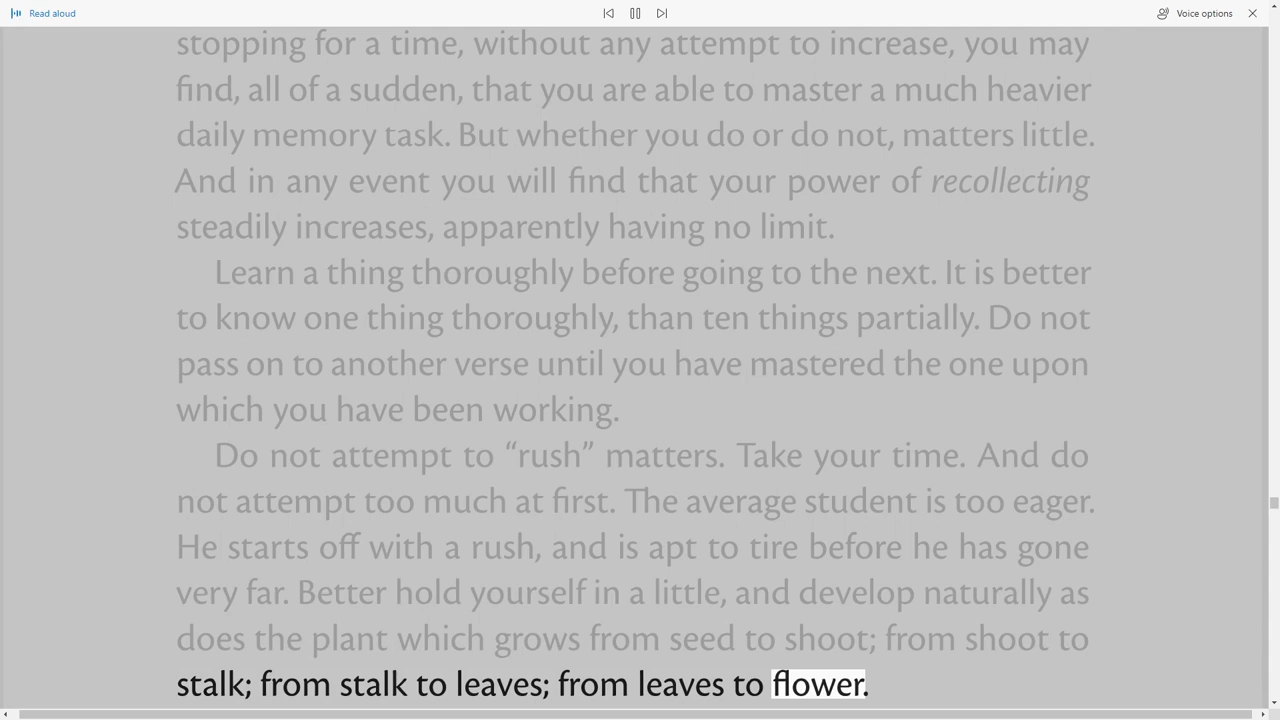 Read aloud
Voice options
stopping for a time, without any attempt to increase, you may
find, all of a sudden, that you are able to master a much heavier
daily memory task. But whether you do or do not, matters little.
And in any event you will find that your power of recollecting
steadily increases, apparently having no limit.
Learn a thing thoroughly before going to the next. It is better
to know one thing thoroughly, than ten things partially. Do not
pass on to another verse until you have mastered the one upon
which you have been working.
Do not attempt to “rush” matters. Take your time. And do
not attempt too much at first. The average student is too eager.
He starts off with a rush, and is apt to tire before he has gone
very far. Better hold yourself in a little, and develop naturally as
does the plant which grows from seed to shoot; from shoot to
stalk; from stalk to leaves; from leaves to flower.